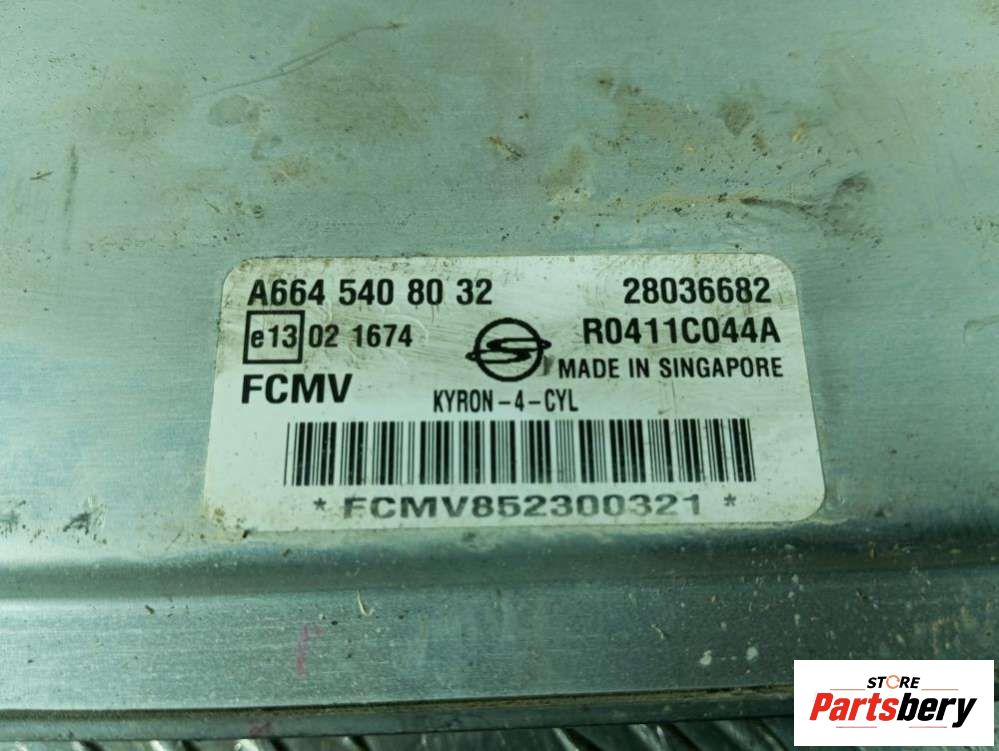 A664 540 80 32 28036682
e13 02 1674 R0411C044A
MADE IN SINGAPORE
FCMV KYRON-4-CYL
* FCMV852300321 *
STORE
Partsbery